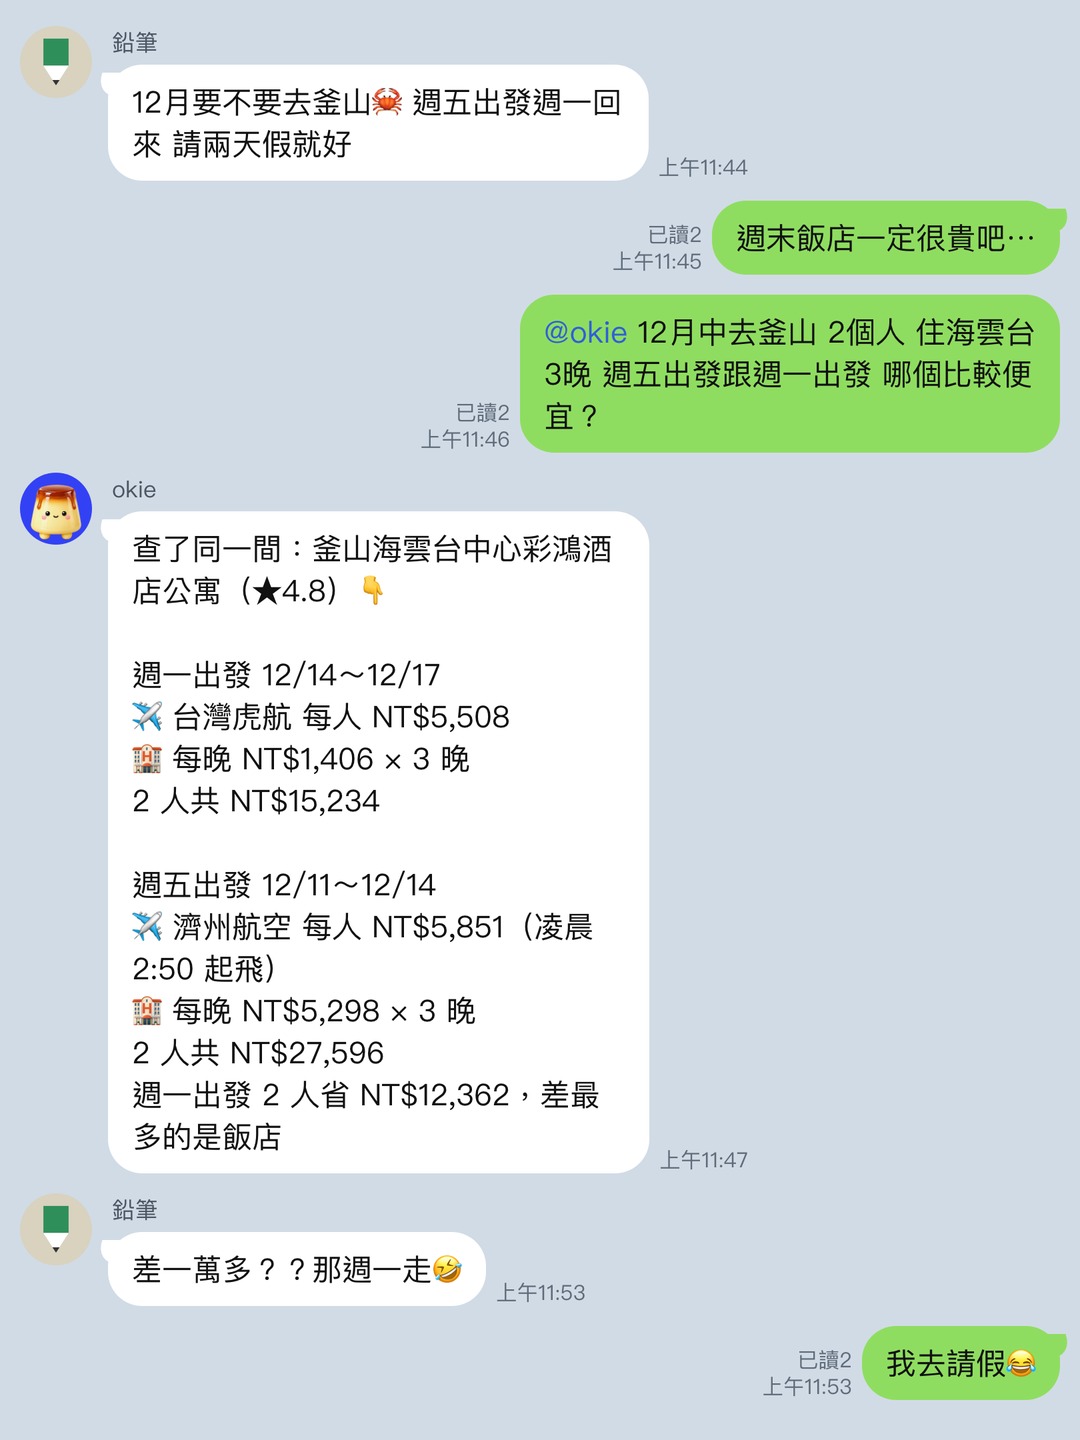 鉛筆
12月要不要去釜山🦀 週五出發週一回
來 請兩天假就好
上午11:44
週末飯店一定很貴吧…
已讀2
上午11:45
@okie 12月中去釜山 2個人 住海雲台
3晚 週五出發跟週一出發 哪個比較便
宜？
已讀2
上午11:46
okie
查了同一間：釜山海雲台中心彩鴻酒
店公寓（★4.8）👇
週一出發 12/14～12/17
✈️ 台灣虎航 每人 NT$5,508
🏨 每晚 NT$1,406 × 3 晚
2 人共 NT$15,234
週五出發 12/11～12/14
✈️ 濟州航空 每人 NT$5,851（凌晨
2:50 起飛）
🏨 每晚 NT$5,298 × 3 晚
2 人共 NT$27,596
週一出發 2 人省 NT$12,362，差最
多的是飯店
上午11:47
鉛筆
差一萬多？？那週一走🤣
上午11:53
我去請假😂
已讀2
上午11:53